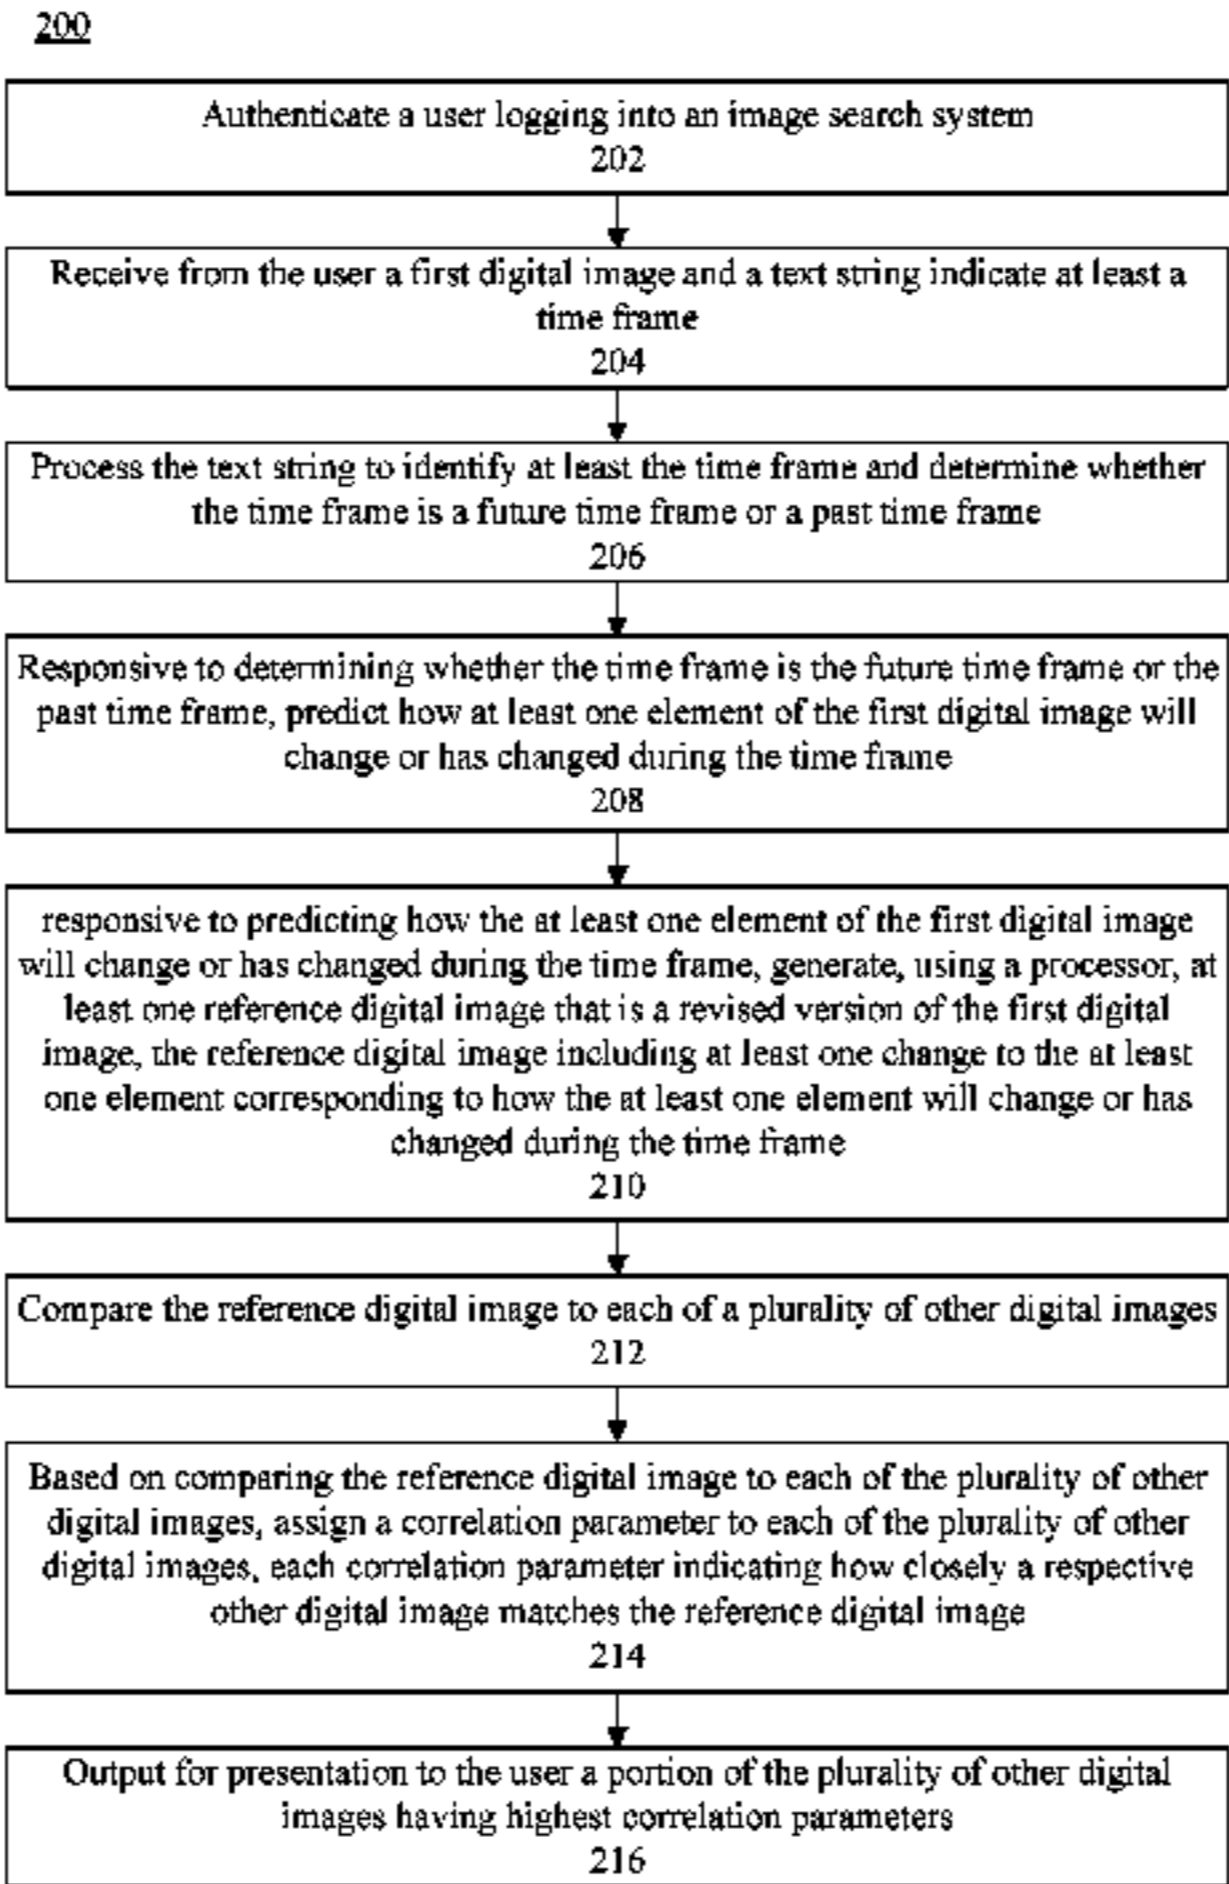 200
Authenticate a user logging into an image search system
202
Receive from the user a first digital image and a text string indicate at least a
time frame
204
Process the text string to identify at least the time frame and determine whether
the time frame is a future time frame or a past time frame
206
Responsive to determining whether the time frame is the future time frame or the
past time frame, predict how at least one element of the first digital image will
change or has changed during the time frame
208
responsive to predicting how the at least one element of the first digital image
will change or has changed during the time frame, generate, using a processor, at
least one reference digital image that is a revised version of the first digital
image, the reference digital image including at least one change to the at least
one element corresponding to how the at least one element will change or has
changed during the time frame
210
Compare the reference digital image to each of a plurality of other digital images
212
Based on comparing the reference digital image to each of the plurality of other
digital images, assign a correlation parameter to each of the plurality of other
digital images, each correlation parameter indicating how closely a respective
other digital image matches the reference digital image
214
Output for presentation to the user a portion of the plurality of other digital
images having highest correlation parameters
216